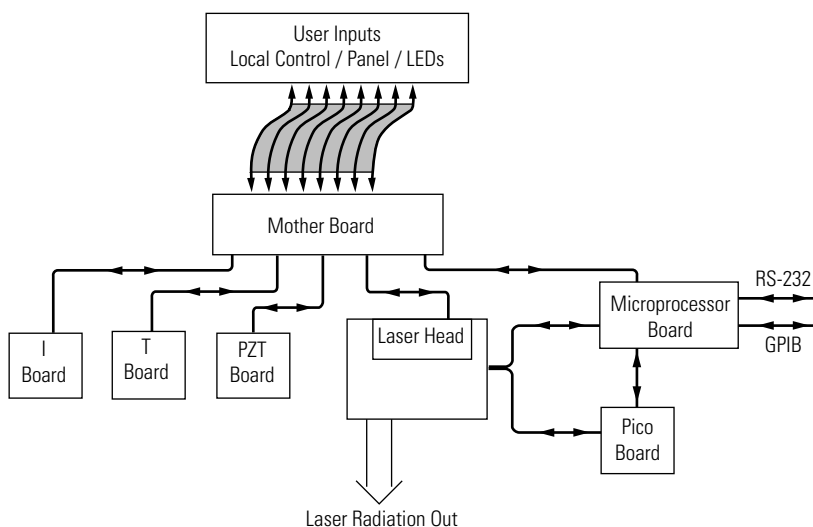 User Inputs
Local Control / Panel / LEDs
Mother Board
RS-232
Microprocessor
Board
GPIB
I
Board
T
Board
PZT
Board
Laser Head
Pico
Board
Laser Radiation Out